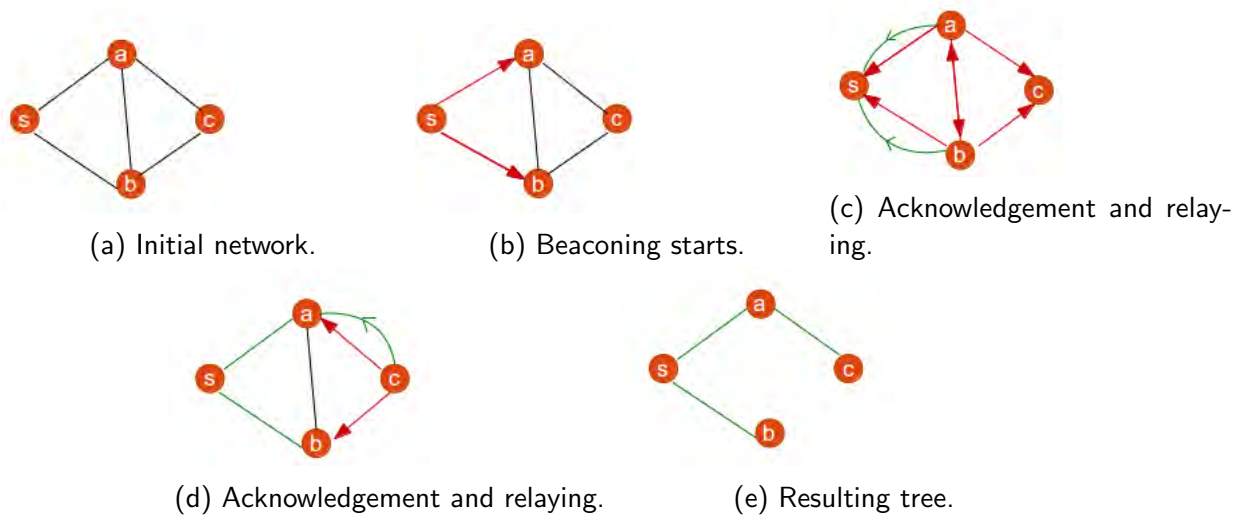 a
s
c
b
(a) Initial network.
a
s
c
b
(b) Beaconing starts.
a
s
c
b
(c) Acknowledgement and relay-
ing.
a
s
c
b
(d) Acknowledgement and relaying.
a
s
c
b
(e) Resulting tree.